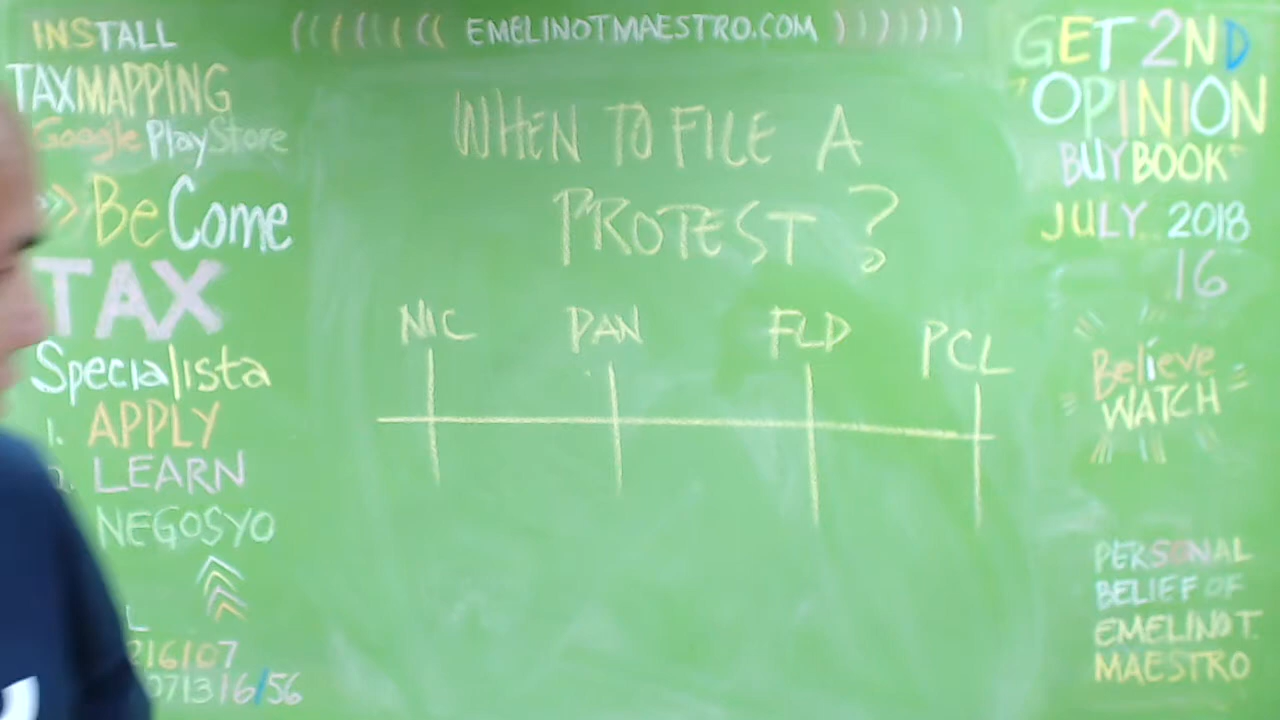 INSTALL
TAXMAPPING
Google PlayStore
>> BeCome
TAX
Specialista
1. APPLY
2. LEARN
NEGOSYO
L
216107
071316/56
(((((((( EMELINOTMAESTRO.COM ))))))))
WHEN TO FILE A
PROTEST ?
NIC PAN FLD PCL
GET 2ND
"OPINION
BUYBOOK"
JULY 2018
16
Believe
WATCH
PERSONAL
BELIEF OF
EMELINO T.
MAESTRO